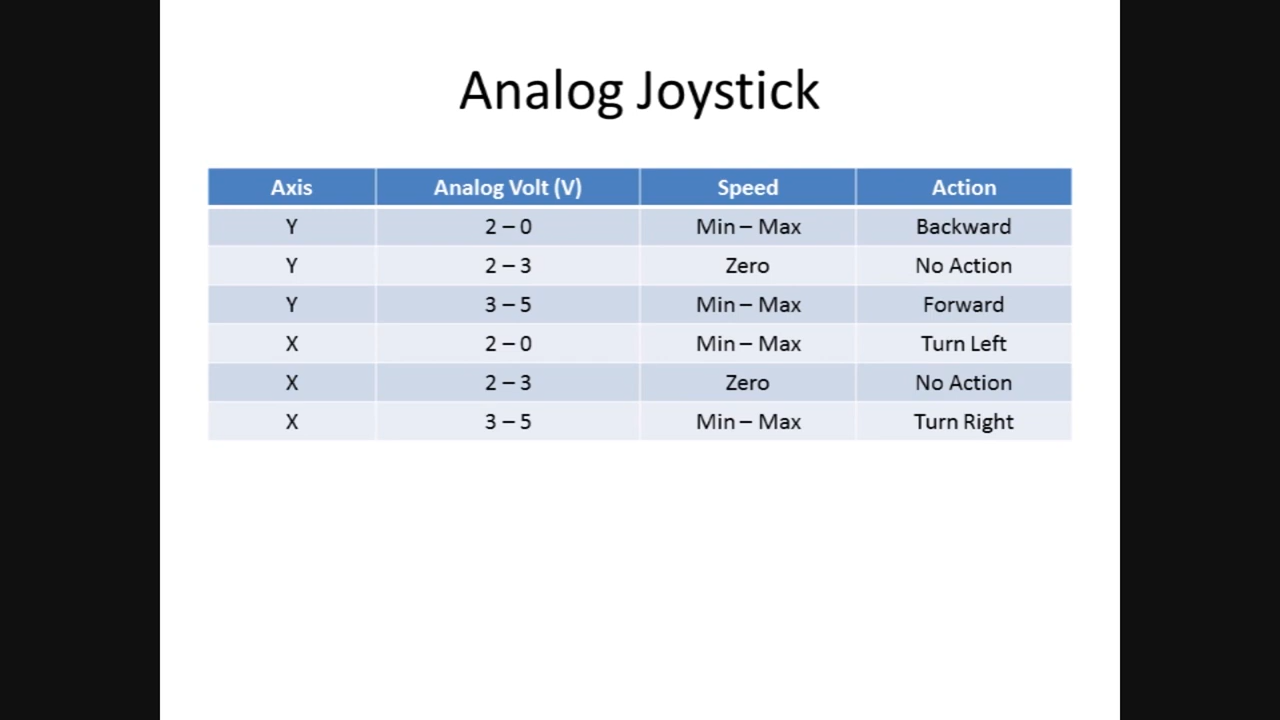 Analog Joystick
Axis Analog Volt (V) Speed Action
Y 2 – 0 Min – Max Backward
Y 2 – 3 Zero No Action
Y 3 – 5 Min – Max Forward
X 2 – 0 Min – Max Turn Left
X 2 – 3 Zero No Action
X 3 – 5 Min – Max Turn Right